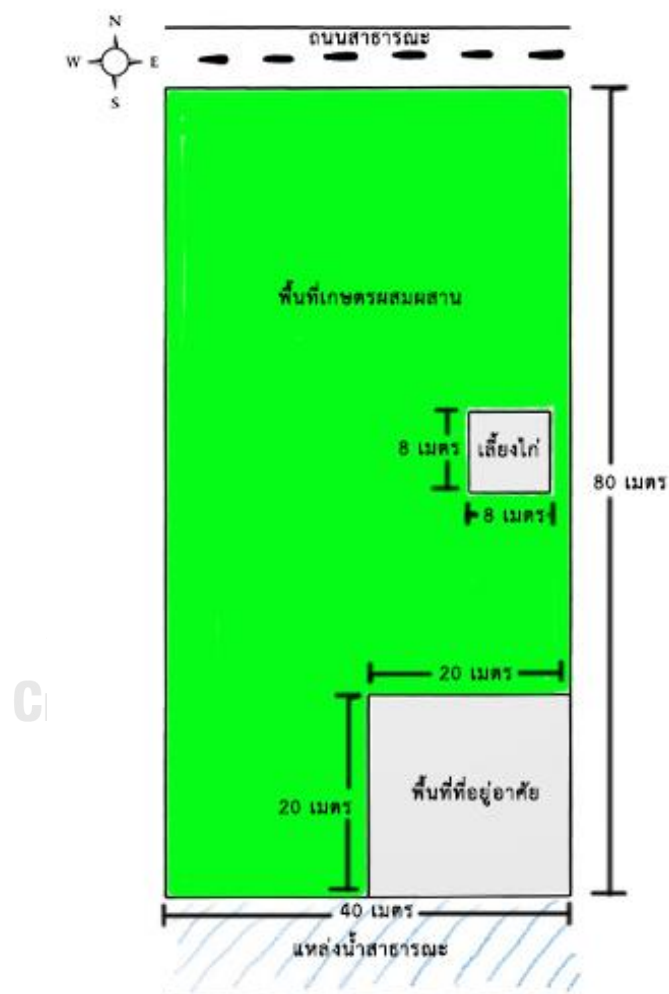 N
ถนนสาธารณะ
W E
S
พื้นที่เกษตรผสมผสาน
8 เมตร
เลี้ยงไก่
80 เมตร
8 เมตร
20 เมตร
20 เมตร
พื้นที่ที่อยู่อาศัย
40 เมตร
แหล่งน้ำสาธารณะ